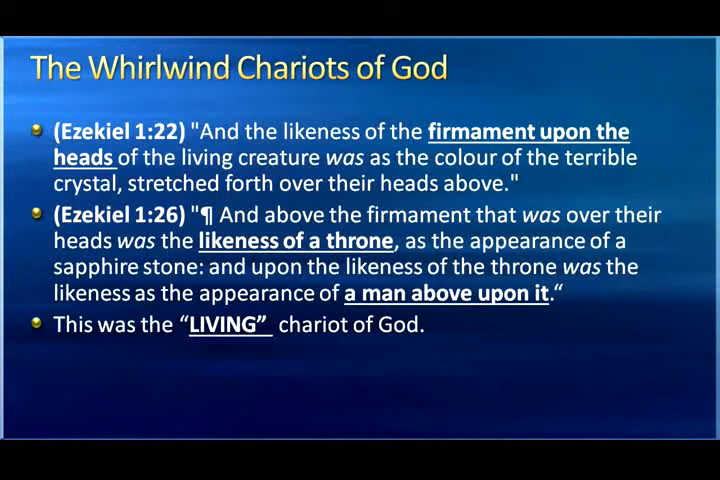 The Whirlwind Chariots of God
(Ezekiel 1:22) "And the likeness of the firmament upon the
heads of the living creature was as the colour of the terrible
crystal, stretched forth over their heads above."
(Ezekiel 1:26) "¶ And above the firmament that was over their
heads was the likeness of a throne, as the appearance of a
sapphire stone: and upon the likeness of the throne was the
likeness as the appearance of a man above upon it.“
This was the “LIVING” chariot of God.